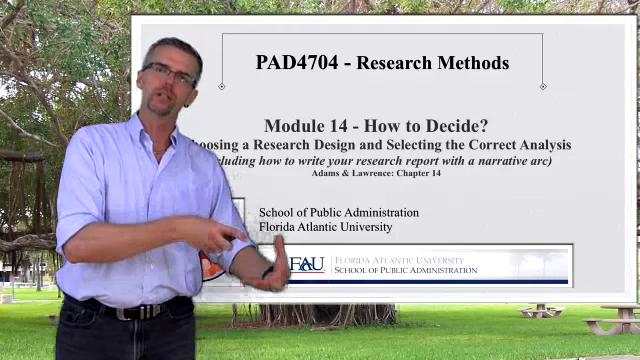 PAD4704 - Research Methods
Module 14 - How to Decide?
a Research Design and Selecting the Correct Analysis
how to write your research report with a narrative arc)
Adams & Lawrence: Chapter 14
School of Public Administration
Florida Atlantic University
FAU
FLORIDA ATLANTIC UNIVERSITY
SCHOOL OF PUBLIC ADMINISTRATION